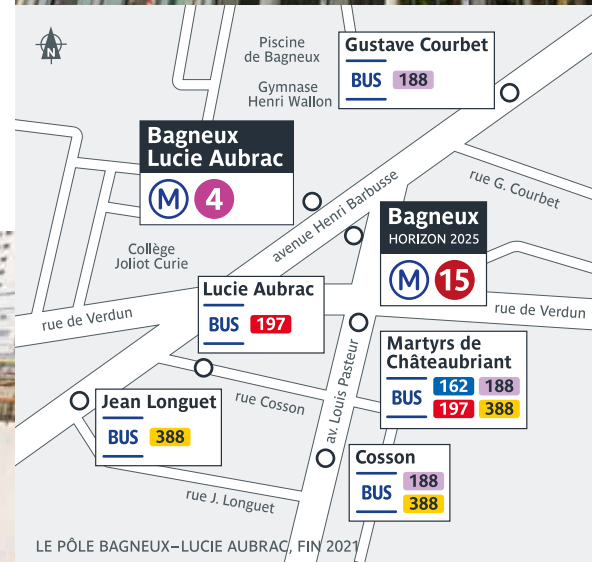 N
Piscine
de Bagneux
Gymnase
Henri Wallon
Gustave Courbet
BUS 188
Bagneux
Lucie Aubrac
M 4
avenue Henri Barbusse
rue G. Courbet
Bagneux
HORIZON 2025
M 15
Collège
Joliot Curie
Lucie Aubrac
BUS 197
rue de Verdun
rue de Verdun
Martyrs de
Châteaubriant
BUS 162 188
197 388
av. Louis Pasteur
rue Cosson
Jean Longuet
BUS 388
Cosson
BUS 188
388
rue J. Longuet
LE PÔLE BAGNEUX–LUCIE AUBRAC, FIN 2021